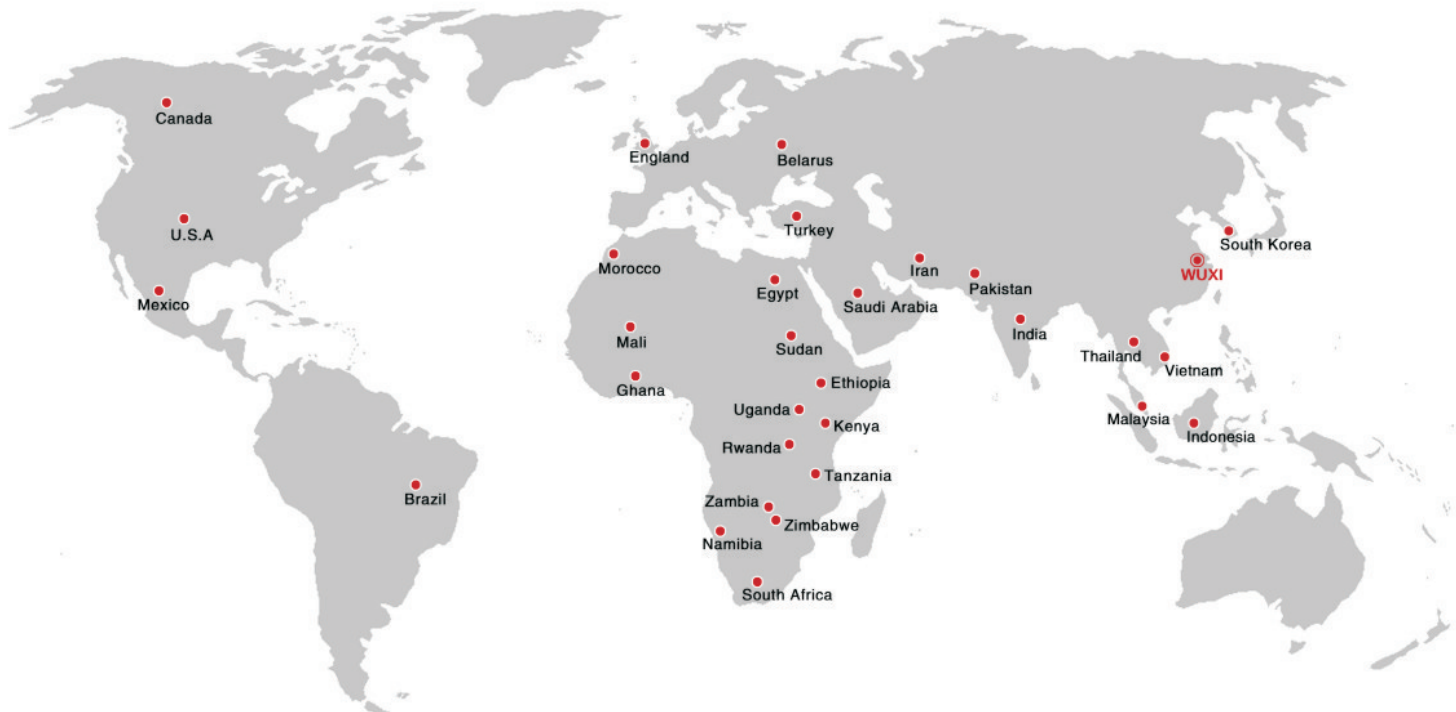 Canada
England
Belarus
U.S.A
Turkey
South Korea
Morocco
Iran
WUXI
Mexico
Egypt
Pakistan
Saudi Arabia
Mali
Sudan
India
Thailand
Vietnam
Ghana
Ethiopia
Uganda
Kenya
Malaysia
Indonesia
Rwanda
Tanzania
Brazil
Zambia
Zimbabwe
Namibia
South Africa